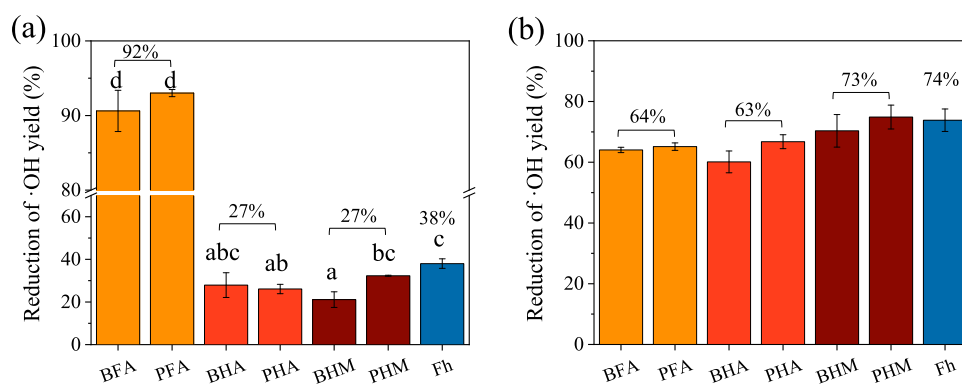 (a)
Reduction of ·OH yield (%)
100
90
80
60
40
20
0
92%
d d
27%
abc ab
27%
a bc
38%
c
BFA PFA BHA PHA BHM PHM Fh
(b)
Reduction of ·OH yield (%)
100
80
60
40
20
0
64%
63%
73%
74%
BFA PFA BHA PHA BHM PHM Fh